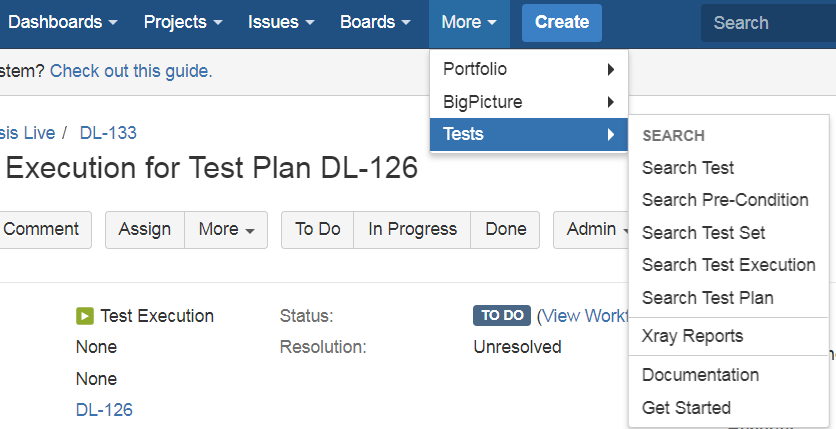 Dashboards Projects Issues Boards More Create Search
stem? Check out this guide.
Portfolio
BigPicture
Tests
SEARCH
Search Test
Search Pre-Condition
Search Test Set
Search Test Execution
Search Test Plan
Xray Reports
Documentation
Get Started
sis Live / DL-133
Execution for Test Plan DL-126
Comment Assign More To Do In Progress Done Admin
Test Execution Status: TO DO (View Workf
None Resolution: Unresolved
None
DL-126